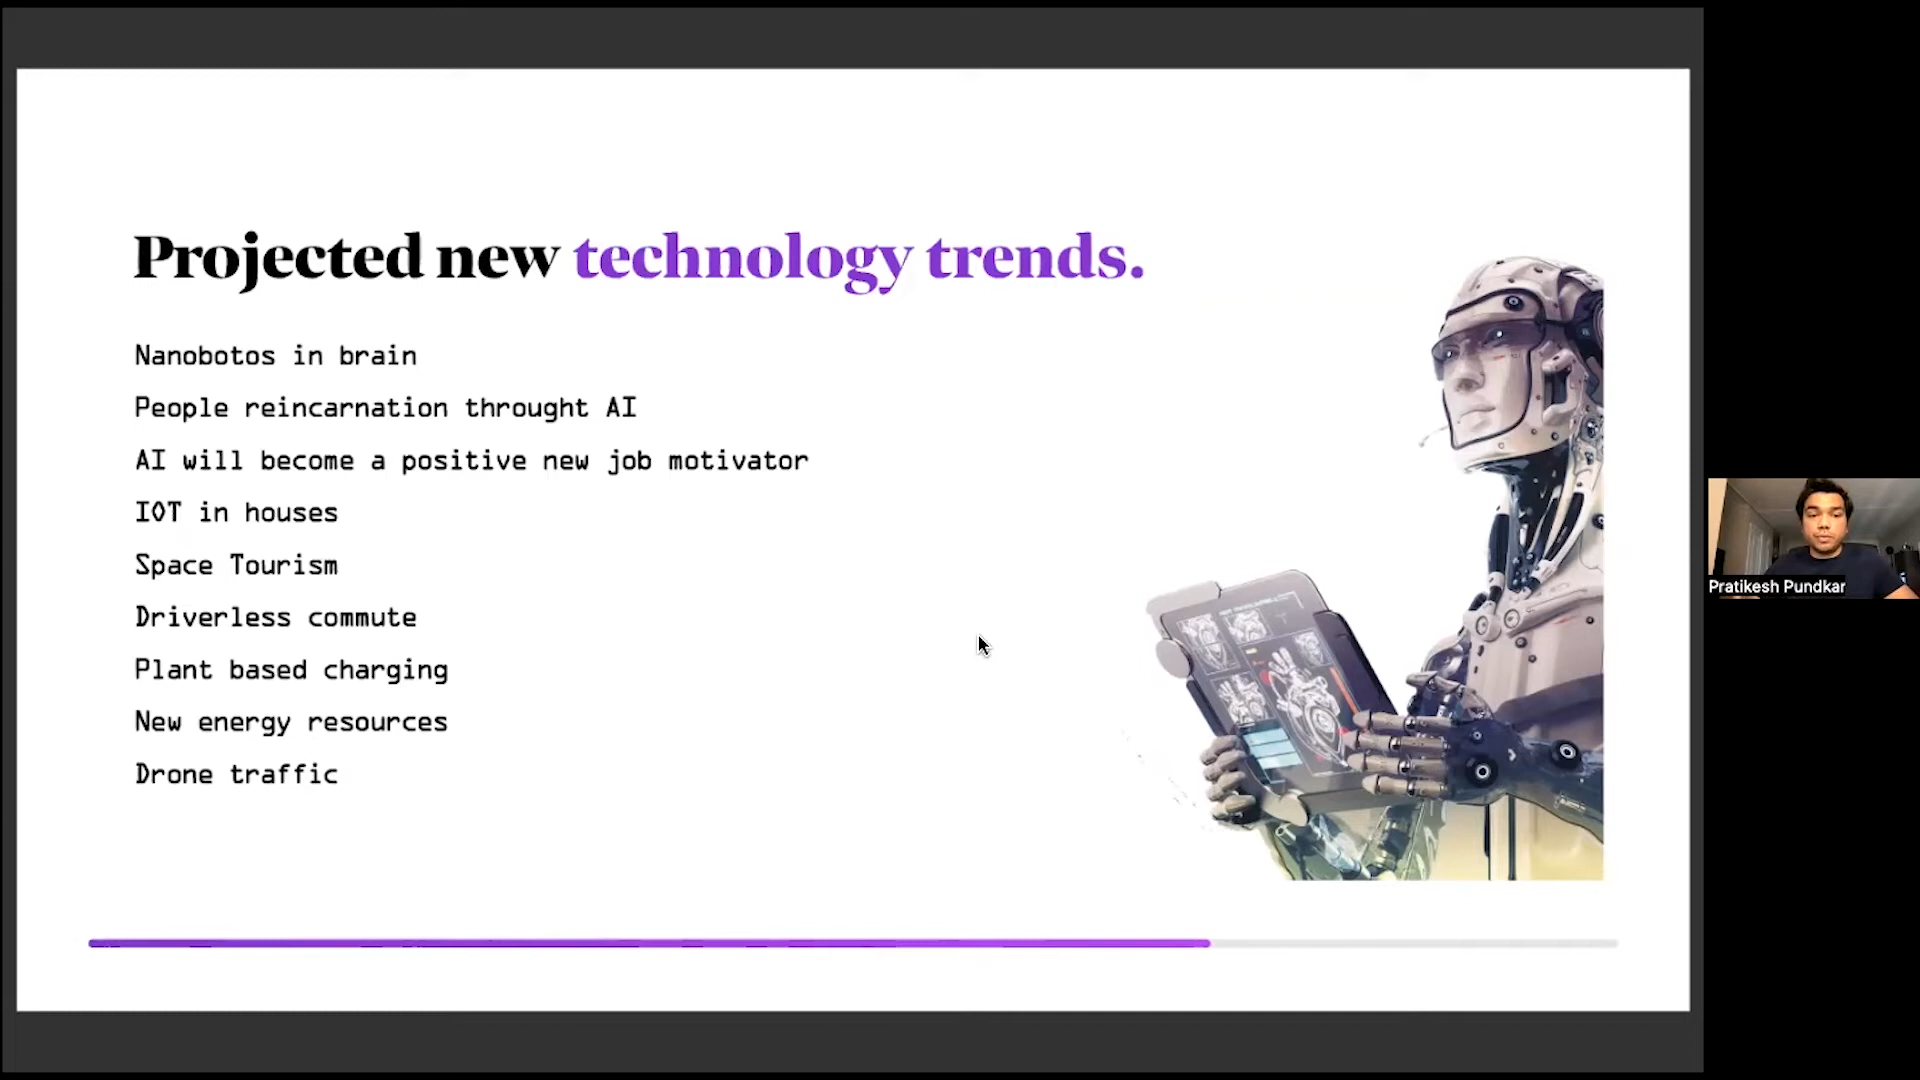 Projected new technology trends.
Nanobotos in brain
People reincarnation throught AI
AI will become a positive new job motivator
IOT in houses
Space Tourism
Driverless commute
Plant based charging
New energy resources
Drone traffic
Pratikesh Pundkar